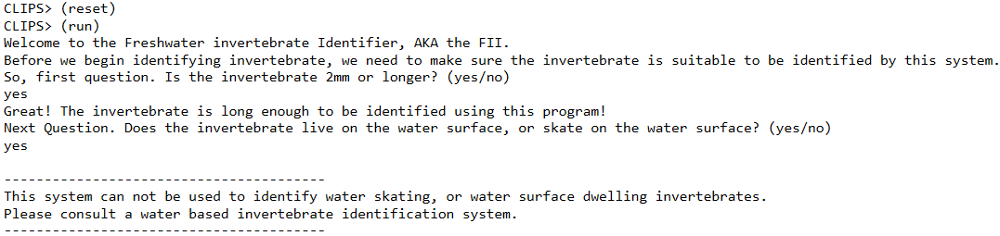 CLIPS> (reset)
CLIPS> (run)
Welcome to the Freshwater invertebrate Identifier, AKA the FII.
Before we begin identifying invertebrate, we need to make sure the invertebrate is suitable to be identified by this system.
So, first question. Is the invertebrate 2mm or longer? (yes/no)
yes
Great! The invertebrate is long enough to be identified using this program!
Next Question. Does the invertebrate live on the water surface, or skate on the water surface? (yes/no)
yes
----------------------------------------
This system can not be used to identify water skating, or water surface dwelling invertebrates.
Please consult a water based invertebrate identification system.
----------------------------------------